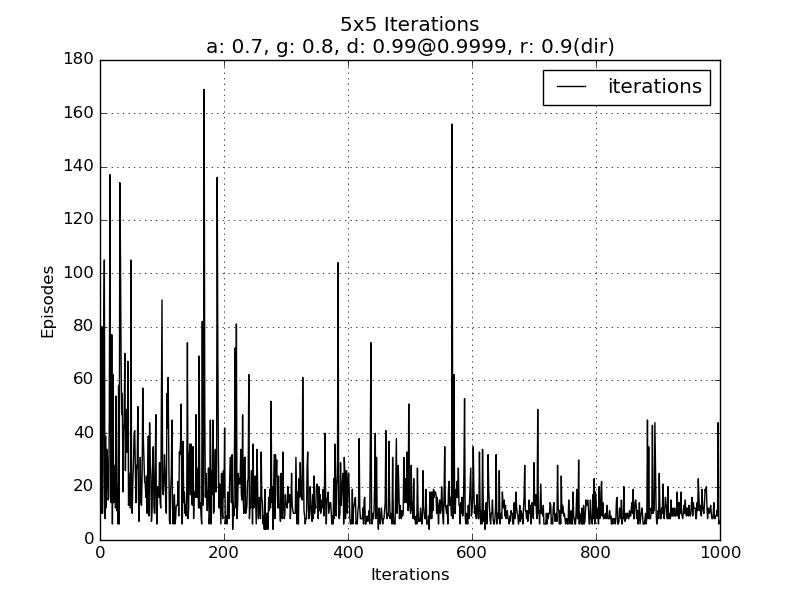 5x5 Iterations
a: 0.7, g: 0.8, d: 0.99@0.9999, r: 0.9(dir)
180
iterations
160
140
120
100
80
60
40
20
0
Episodes
0 200 400 600 800 1000
Iterations